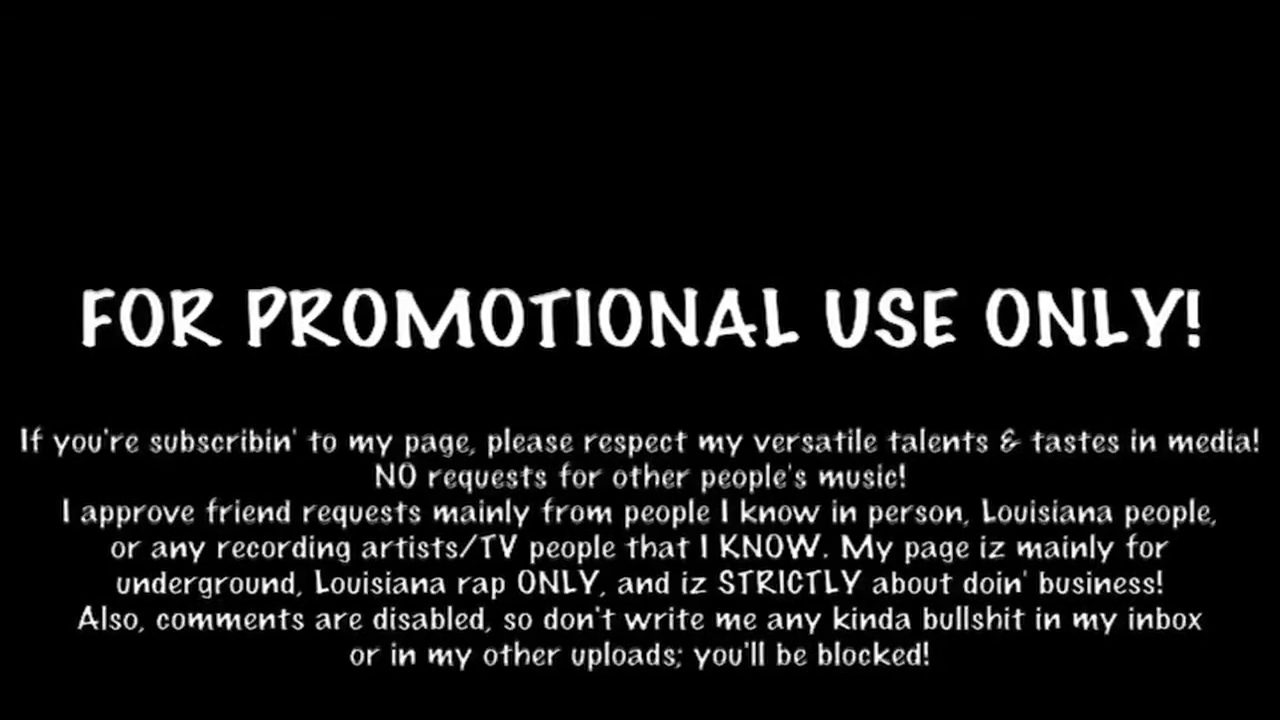 FOR PROMOTIONAL USE ONLY!
If you're subscribin' to my page, please respect my versatile talents & tastes in media!
NO requests for other people's music!
I approve friend requests mainly from people I know in person, Louisiana people,
or any recording artists/TV people that I KNOW. My page iz mainly for
underground, Louisiana rap ONLY, and iz STRICTLY about doin' business!
Also, comments are disabled, so don't write me any kinda bullshit in my inbox
or in my other uploads; you'll be blocked!